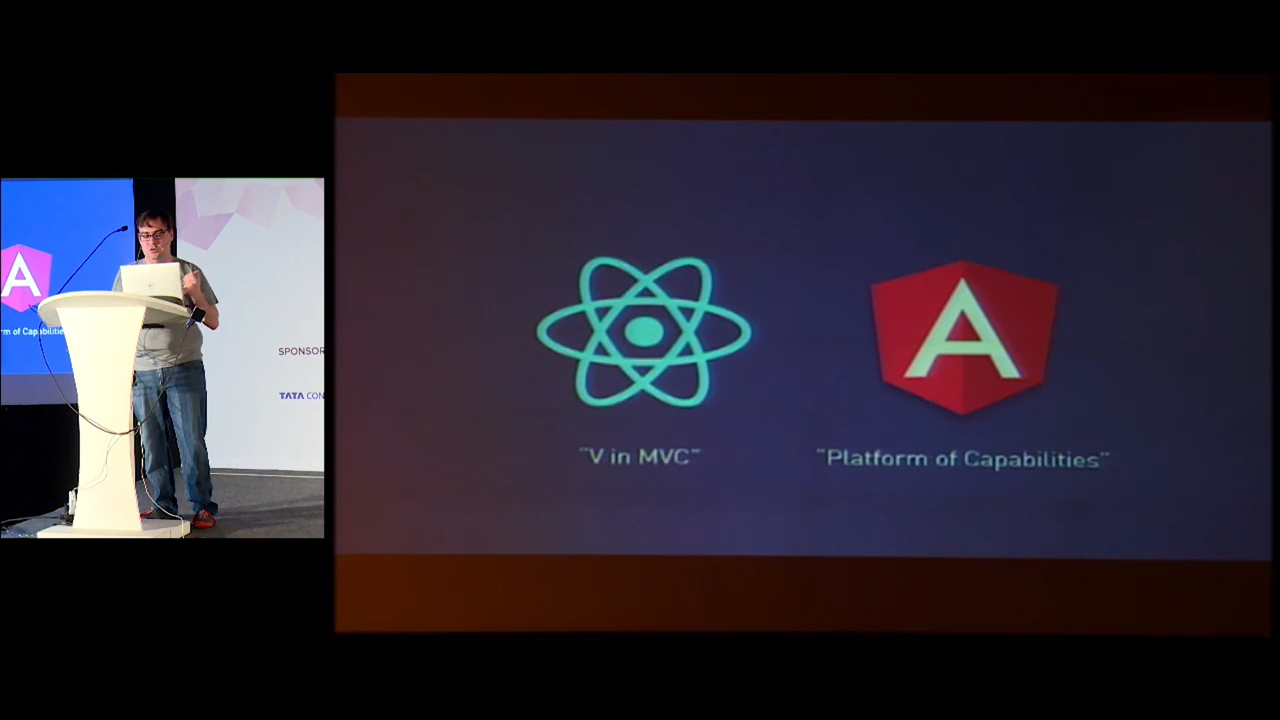 A
rm of Capabilitie
SPONSOR
TATA CON
A
"V in MVC"
"Platform of Capabilities"